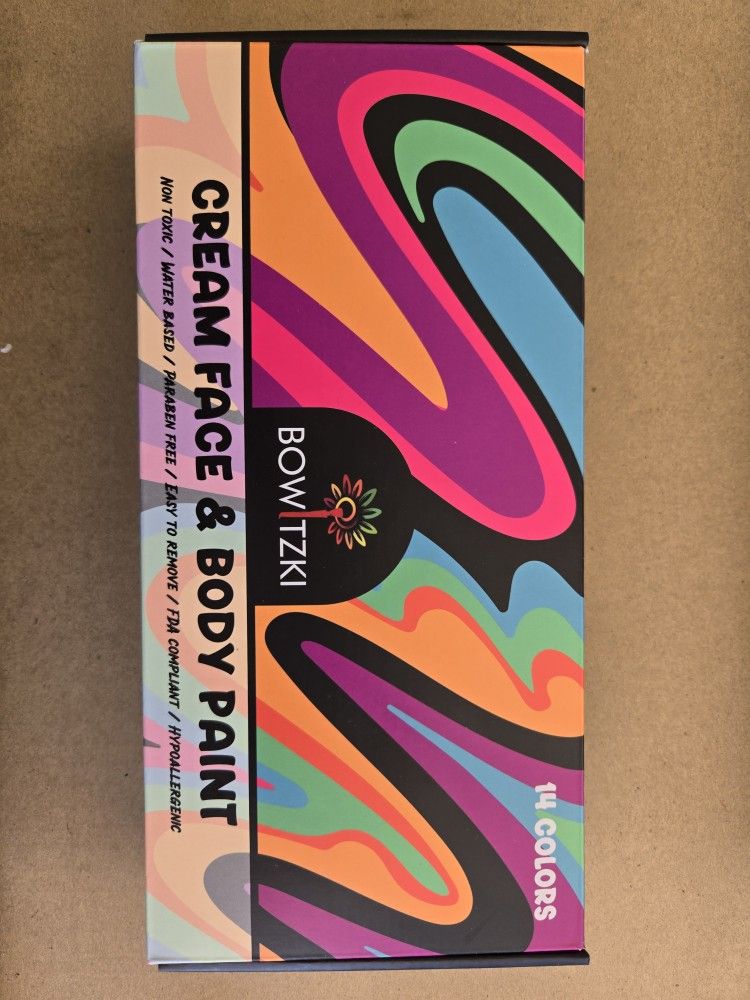 14 COLORS
BOWITZKI
CREAM FACE & BODY PAINT
NON TOXIC / WATER BASED / PARABEN FREE / EASY TO REMOVE / FDA COMPLIANT / HYPOALLERGENIC